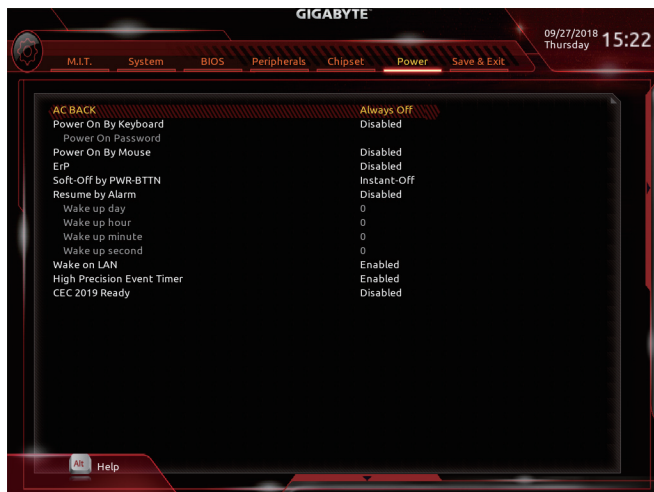 GIGABYTE™
09/27/2018 Thursday 15:22
M.I.T. System BIOS Peripherals Chipset Power Save & Exit
AC BACK Always Off
Power On By Keyboard Disabled
Power On Password
Power On By Mouse Disabled
ErP Disabled
Soft-Off by PWR-BTTN Instant-Off
Resume by Alarm Disabled
Wake up day 0
Wake up hour 0
Wake up minute 0
Wake up second 0
Wake on LAN Enabled
High Precision Event Timer Enabled
CEC 2019 Ready Disabled
Alt Help